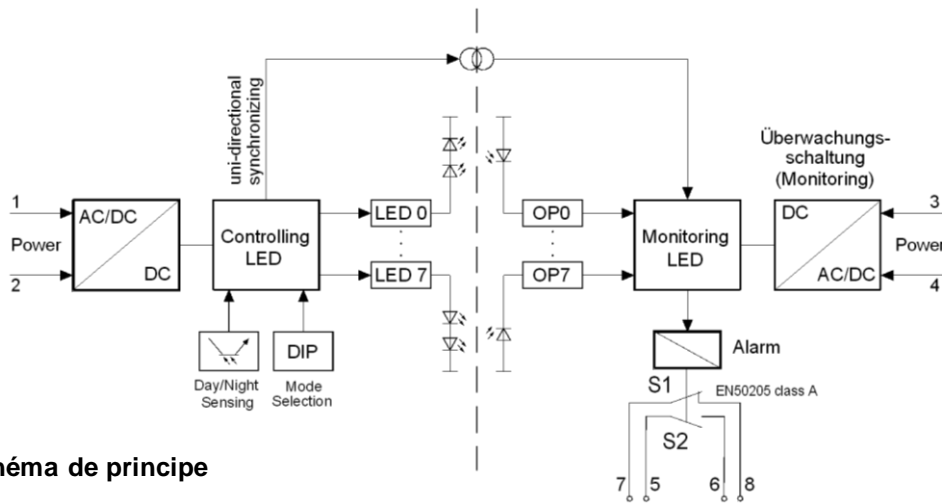 uni-directional
synchronizing
Überwachungs-
schaltung
(Monitoring)
1
Power
2
AC/DC
DC
Controlling
LED
LED 0
LED 7
OP0
OP7
Monitoring
LED
DC
AC/DC
3
Power
4
Day/Night
Sensing
DIP
Mode
Selection
Alarm
S1
EN50205 class A
S2
7 5 6 8
néma de principe